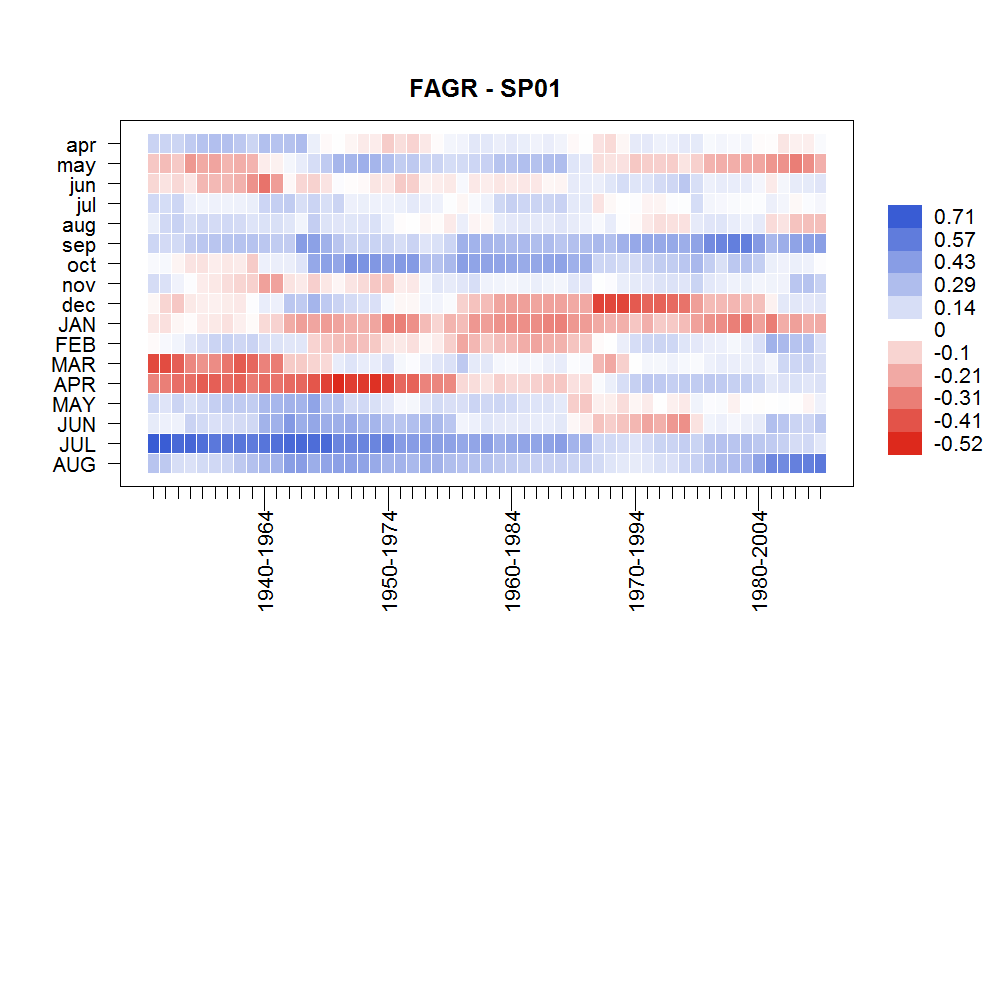 FAGR - SP01
apr
may
jun
jul
aug
sep
oct
nov
dec
JAN
FEB
MAR
APR
MAY
JUN
JUL
AUG
0.71
0.57
0.43
0.29
0.14
0
-0.1
-0.21
-0.31
-0.41
-0.52
1940-1964
1950-1974
1960-1984
1970-1994
1980-2004